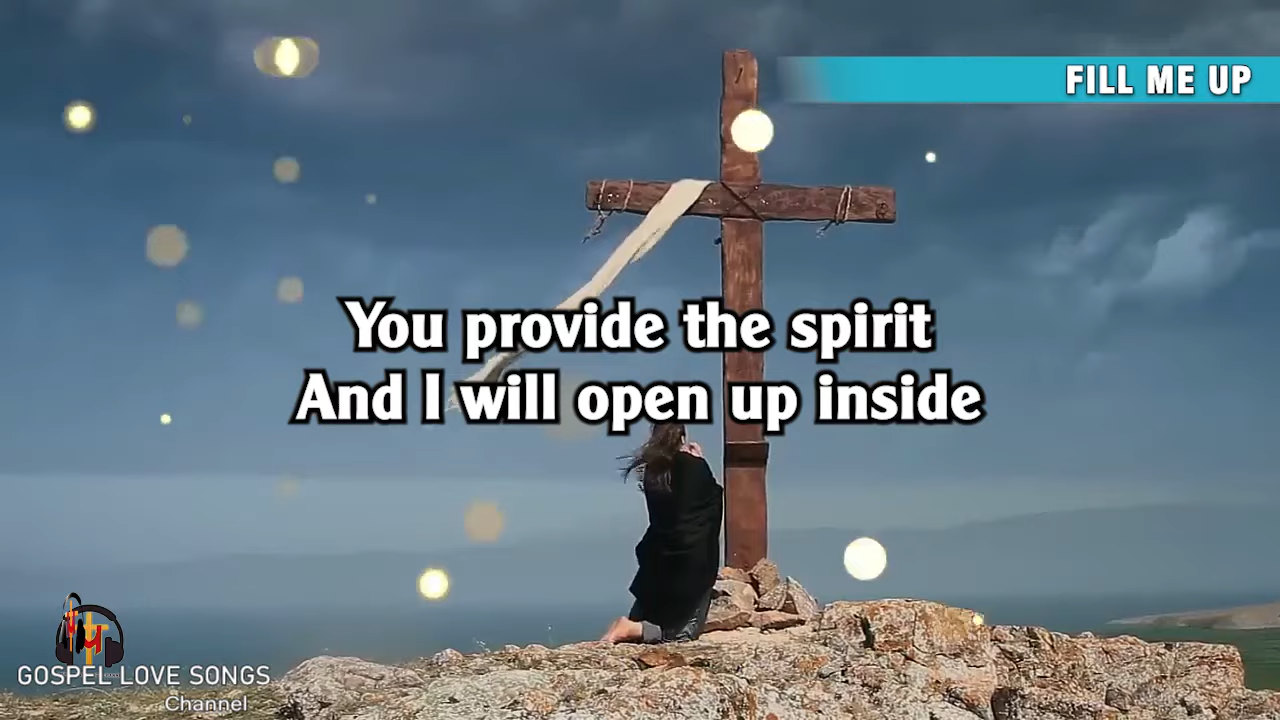 FILL ME UP
You provide the spirit
And I will open up inside
GOSPEL LOVE SONGS
Channel